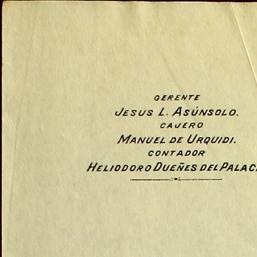 GERENTE
JESUS L. ASÚNSOLO.
CAJERO
MANUEL DE URQUIDI.
CONTADOR
HELIODORO DUEÑES DEL PALAC